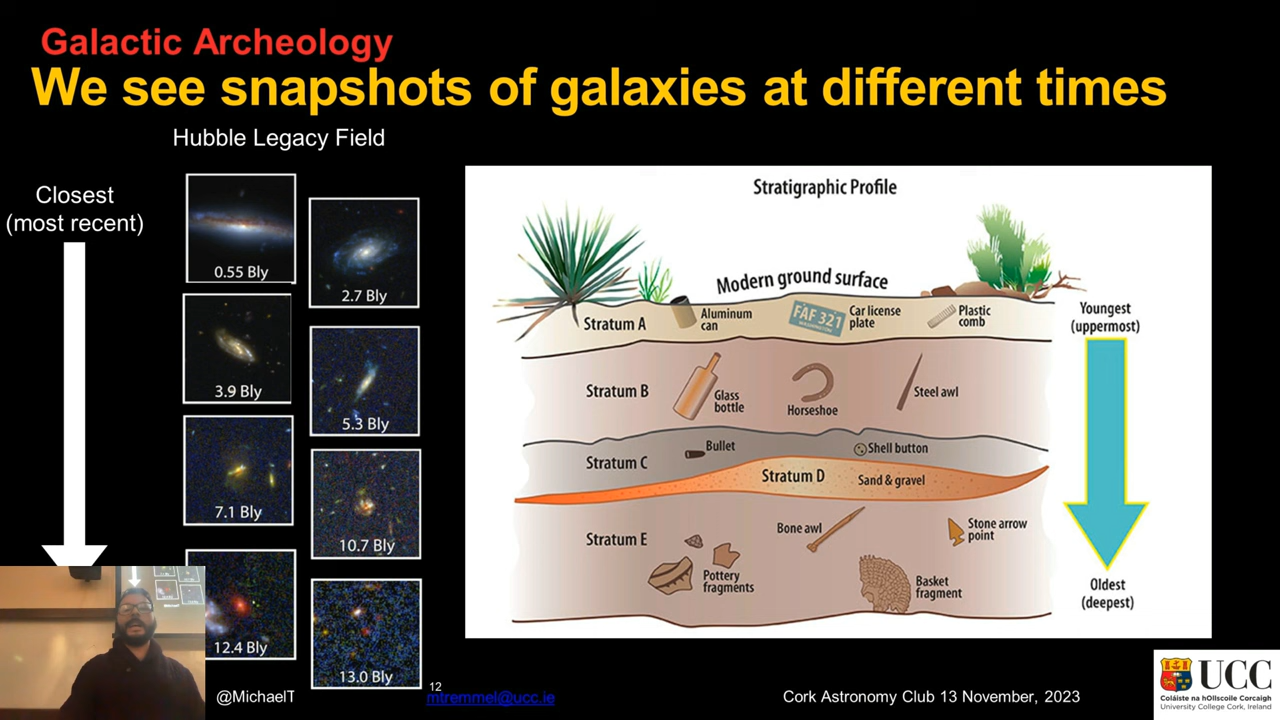 Galactic Archeology
We see snapshots of galaxies at different times
Hubble Legacy Field
Closest
(most recent)
0.55 Bly
2.7 Bly
3.9 Bly
5.3 Bly
7.1 Bly
10.7 Bly
12.4 Bly
13.0 Bly
Stratigraphic Profile
Modern ground surface
Stratum A
Aluminum
can
FAF 321
WASHINGTON
Car license
plate
Plastic
comb
Stratum B
Glass
bottle
Horseshoe
Steel awl
Stratum C
Bullet
Shell button
Stratum D
Sand & gravel
Stratum E
Bone awl
Stone arrow
point
Pottery
fragments
Basket
fragment
Youngest
(uppermost)
Oldest
(deepest)
@MichaelT
12
mtremmel@ucc.ie
Cork Astronomy Club 13 November, 2023
UCC
Coláiste na hOllscoile Corcaigh
University College Cork, Ireland